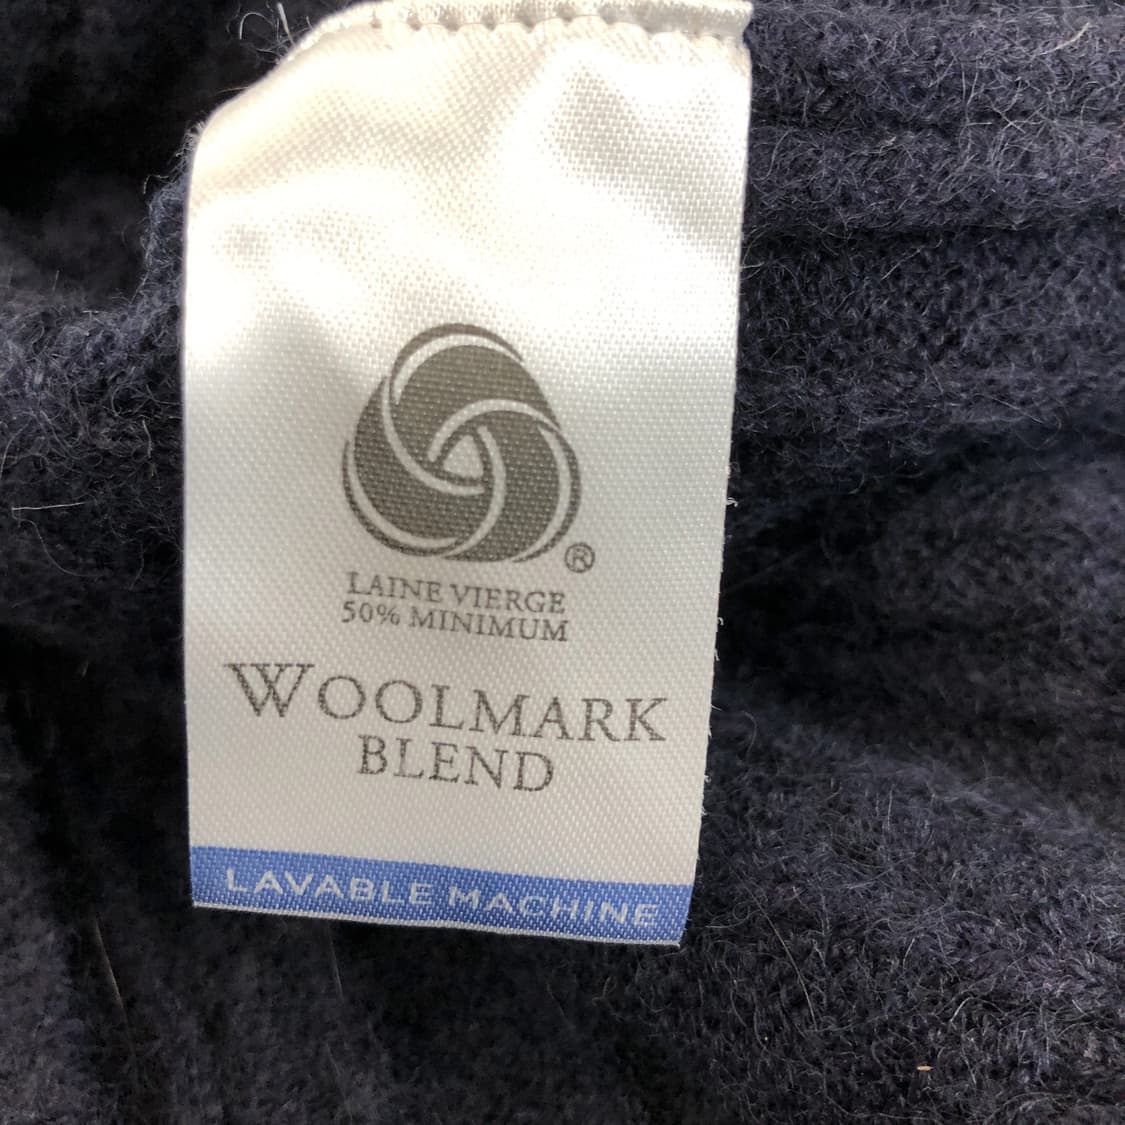 ®
LAINE VIERGE
50% MINIMUM
WOOLMARK
BLEND
LAVABLE MACHINE